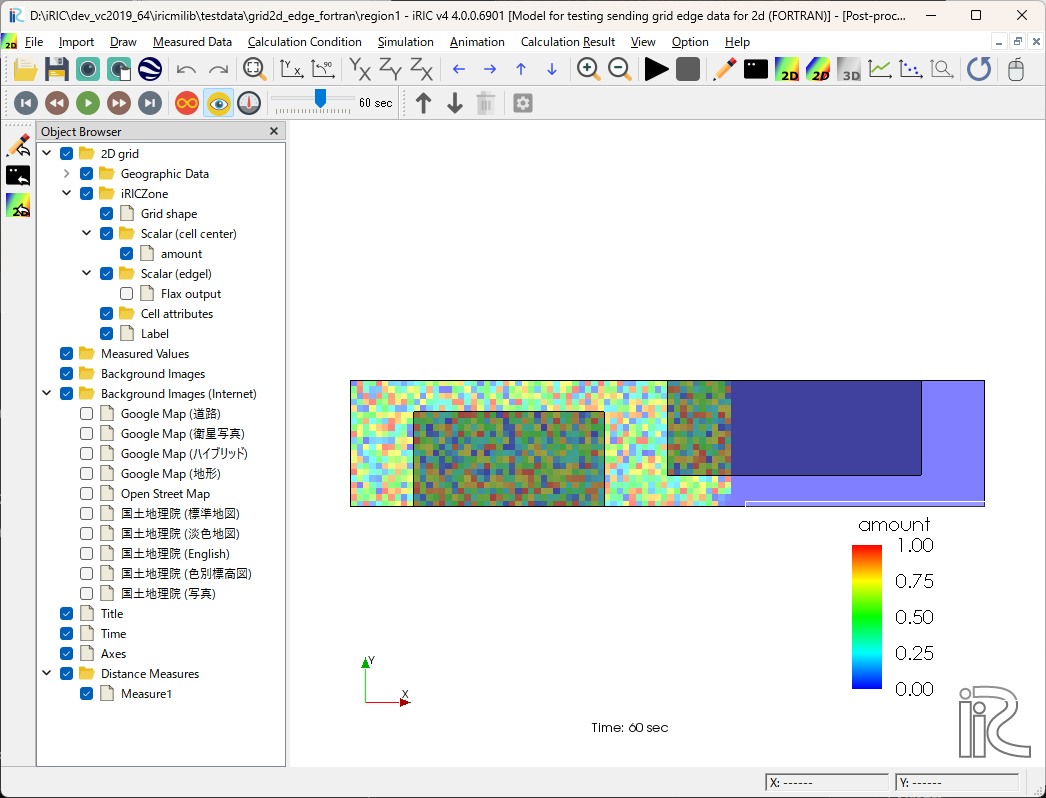 D:\iRIC\dev_vc2019_64\iricmilib\testdata\grid2d_edge_fortran\region1 - iRIC v4 4.0.0.6901 [Model for testing sending grid edge data for 2d (FORTRAN)] - [Post-proc...
File Import Draw Measured Data Calculation Condition Simulation Animation Calculation Result View Option Help
60 sec
Object Browser
2D grid
Geographic Data
iRICZone
Grid shape
Scalar (cell center)
amount
Scalar (edgel)
Flax output
Cell attributes
Label
Measured Values
Background Images
Background Images (Internet)
Google Map (道路)
Google Map (衛星写真)
Google Map (ハイブリッド)
Google Map (地形)
Open Street Map
国土地理院 (標準地図)
国土地理院 (淡色地図)
国土地理院 (English)
国土地理院 (色別標高図)
国土地理院 (写真)
Title
Time
Axes
Distance Measures
Measure1
amount
1.00
0.75
0.50
0.25
0.00
Y
X
Time: 60 sec
iRIC
X: ------
Y: ------